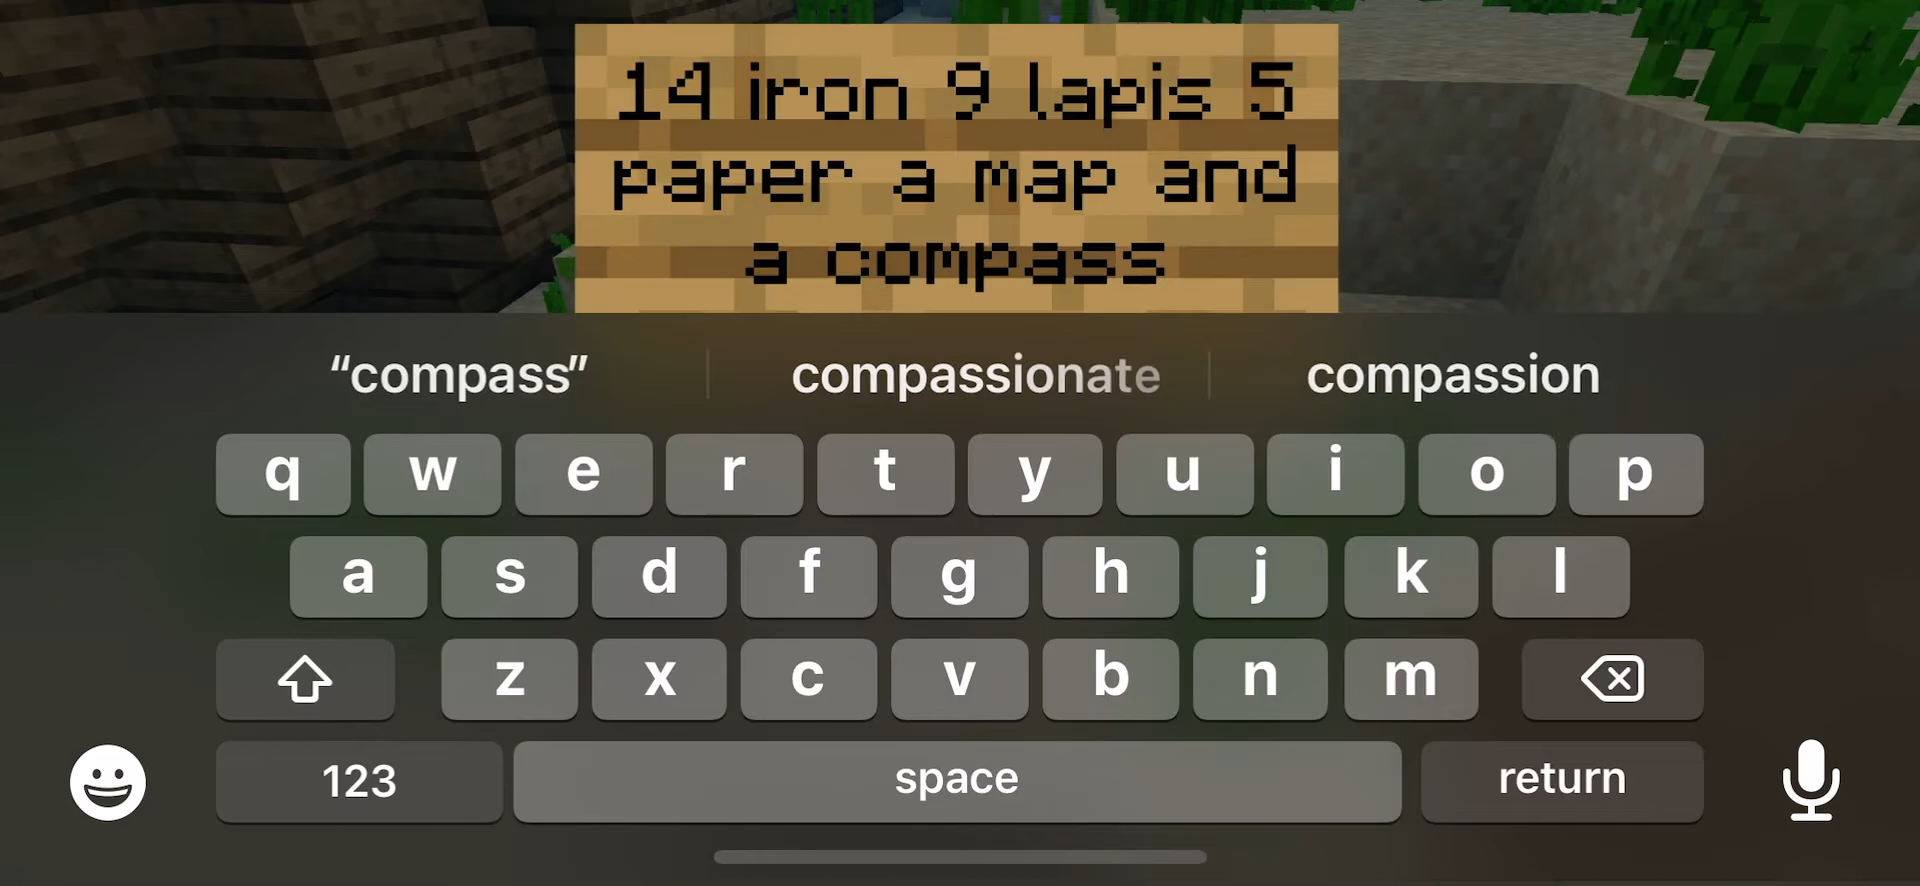 14 iron 9 lapis 5
paper a map and
a compass
“compass” compassionate compassion
q w e r t y u i o p
a s d f g h j k l
z x c v b n m
123 space return